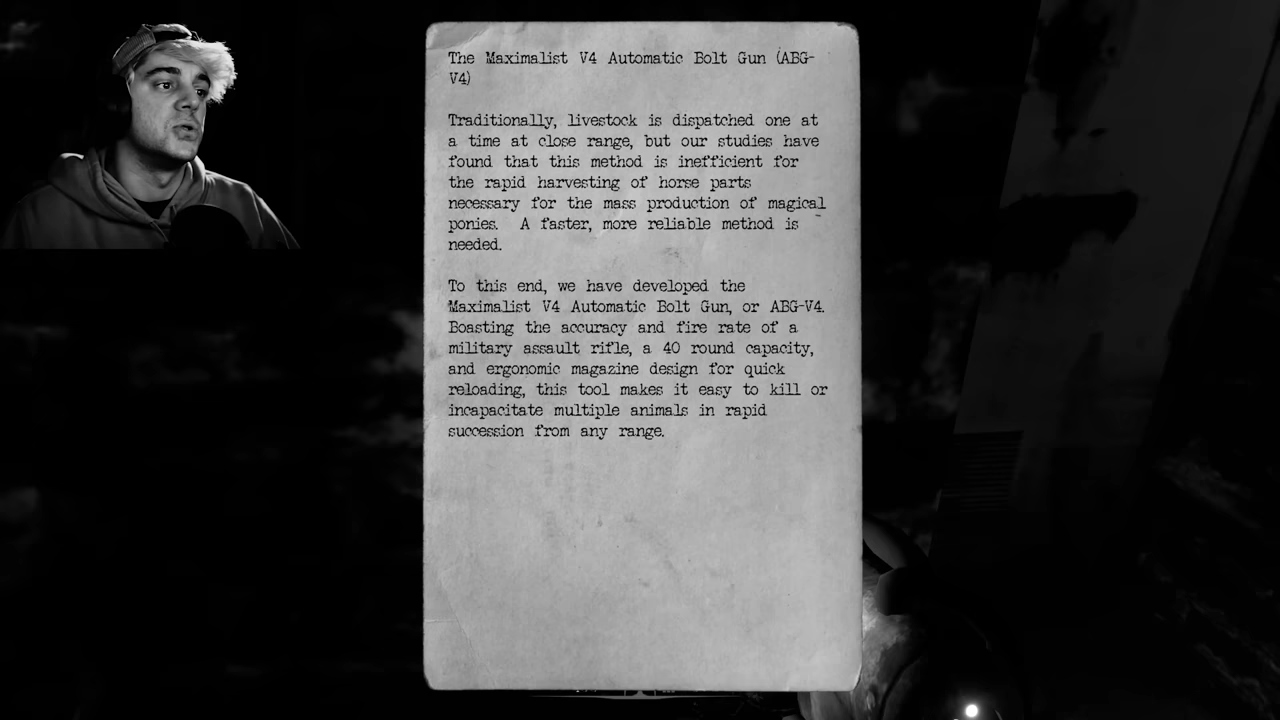 The Maximalist V4 Automatic Bolt Gun (ABG-
V4)
Traditionally, livestock is dispatched one at
a time at close range, but our studies have
found that this method is inefficient for
the rapid harvesting of horse parts
necessary for the mass production of magical
ponies. A faster, more reliable method is
needed.
To this end, we have developed the
Maximalist V4 Automatic Bolt Gun, or ABG-V4.
Boasting the accuracy and fire rate of a
military assault rifle, a 40 round capacity,
and ergonomic magazine design for quick
reloading, this tool makes it easy to kill or
incapacitate multiple animals in rapid
succession from any range.